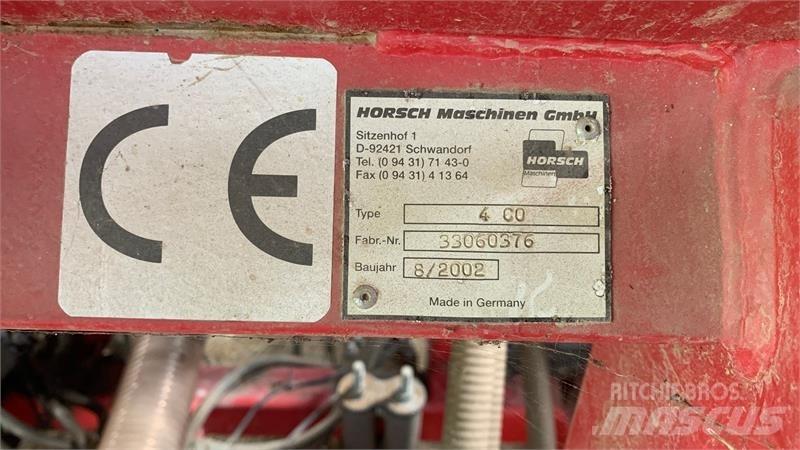 CE
HORSCH Maschinen GmbH
Sitzenhof 1
D-92421 Schwandorf
Tel. (0 94 31) 71 43-0
Fax (0 94 31) 4 13 64
HORSCH
Maschinen
Type 4 CO
Fabr.-Nr. 33060376
Baujahr 8/2002
Made in Germany
RITCHIE BROS.
MASCUS